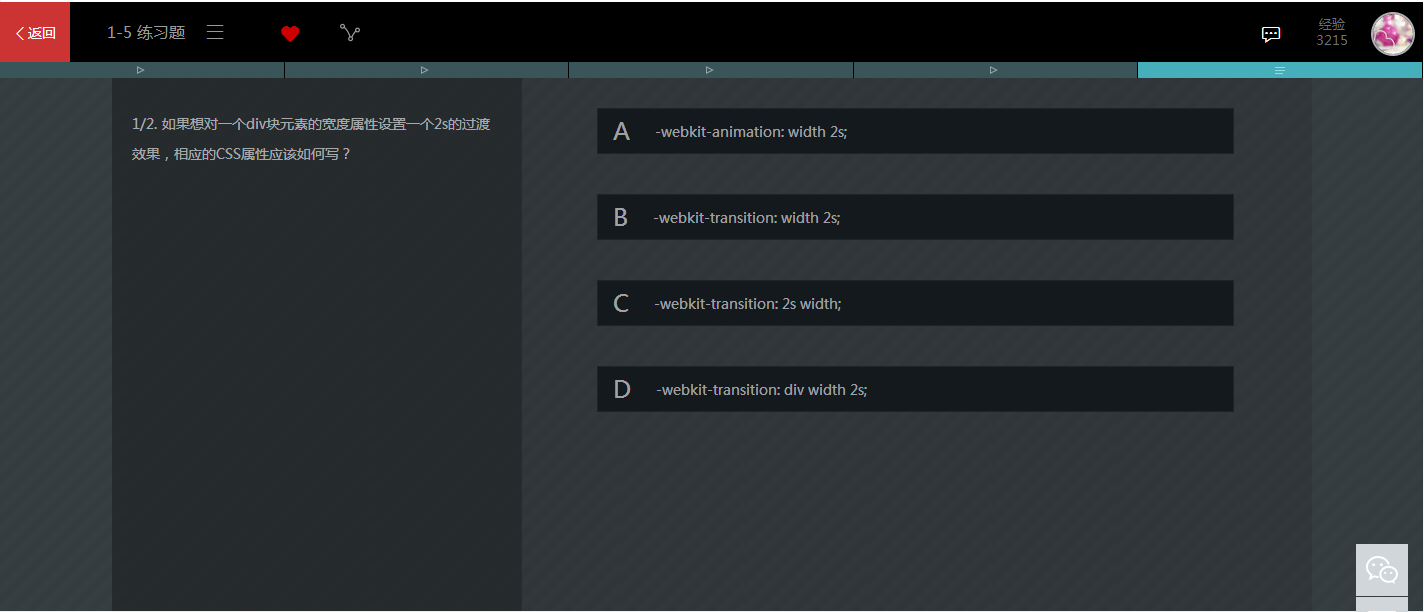 返回
1-5 练习题
经验
3215
1/2. 如果想对一个div块元素的宽度属性设置一个2s的过渡
效果，相应的CSS属性应该如何写？
A -webkit-animation: width 2s;
B -webkit-transition: width 2s;
C -webkit-transition: 2s width;
D -webkit-transition: div width 2s;